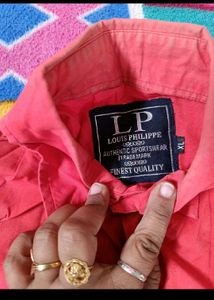 LP
LOUIS PHILIPPE
AUTHENTIC SPORTSWEAR
FINEST QUALITY
XL